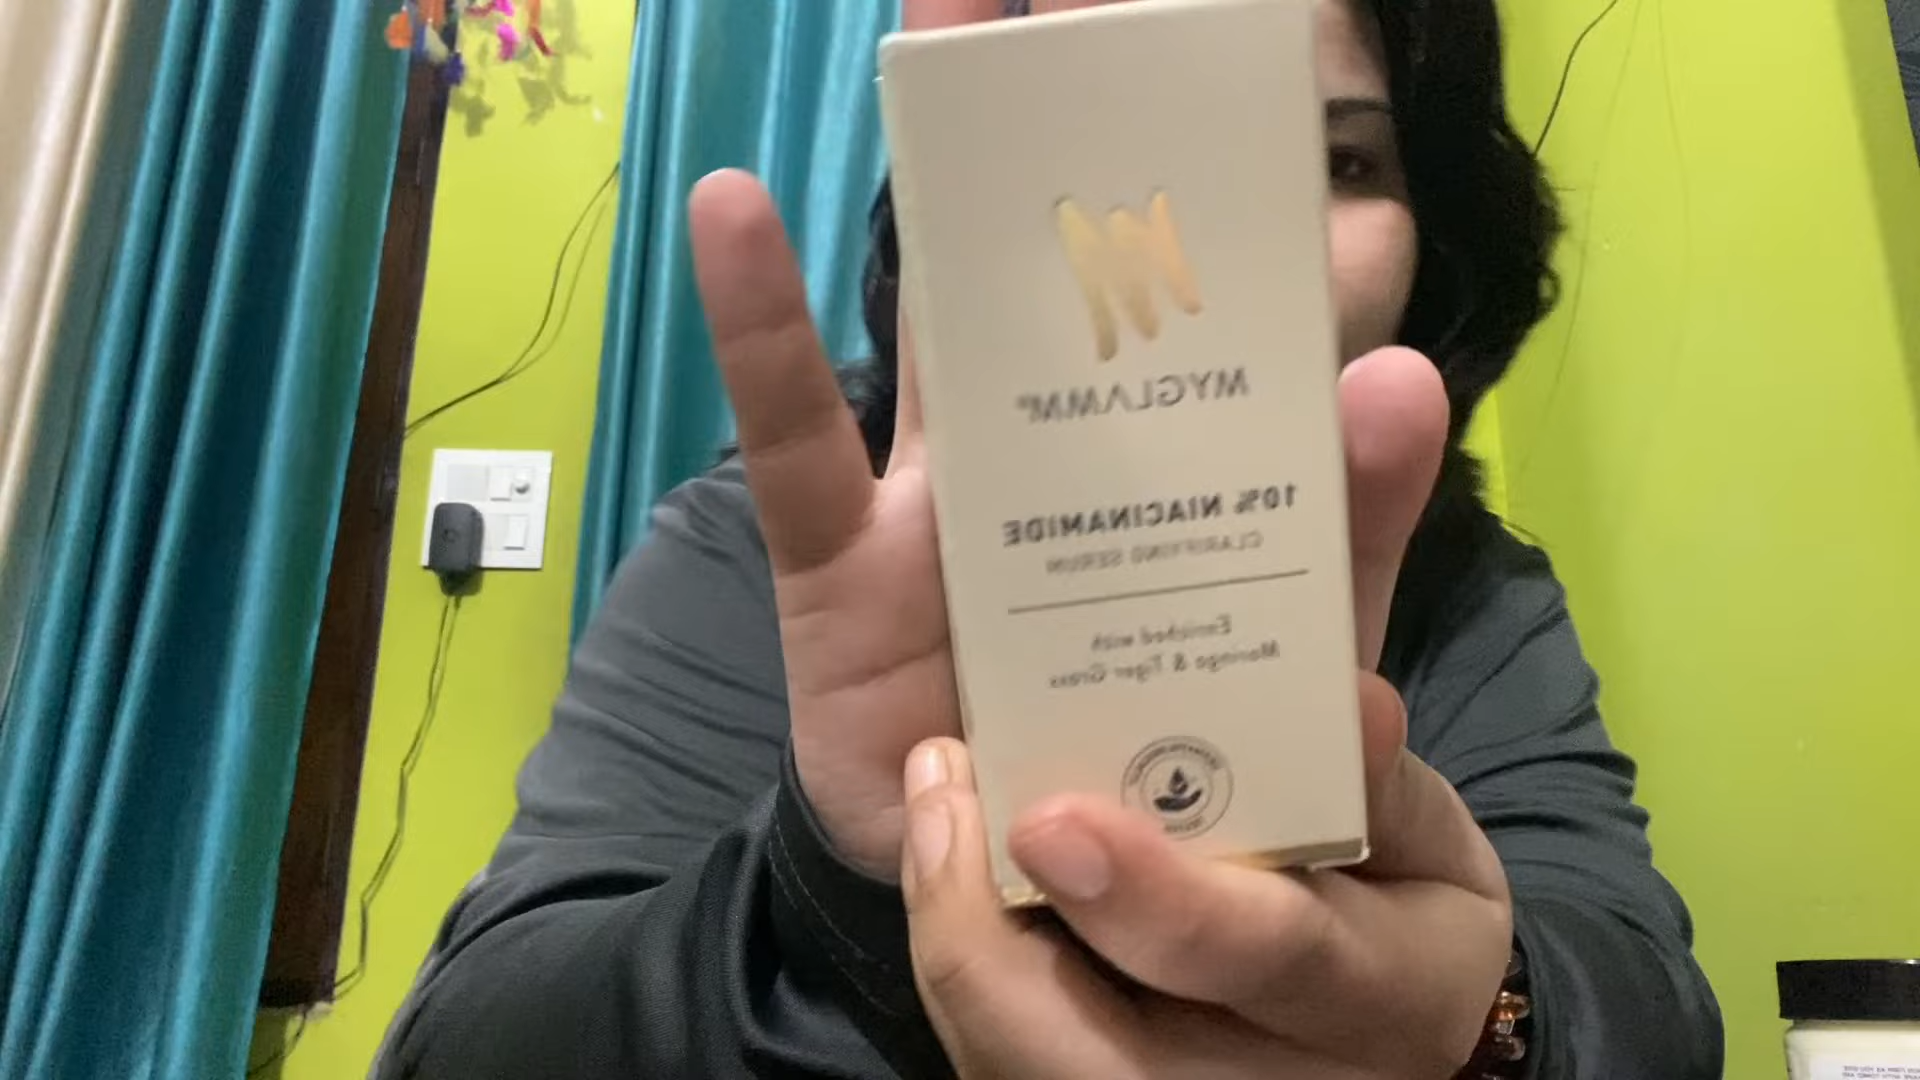 MYGLAMM®
10% NIACINAMIDE
CLARIFYING SERUM
Enriched with
Moringa & Tiger Grass